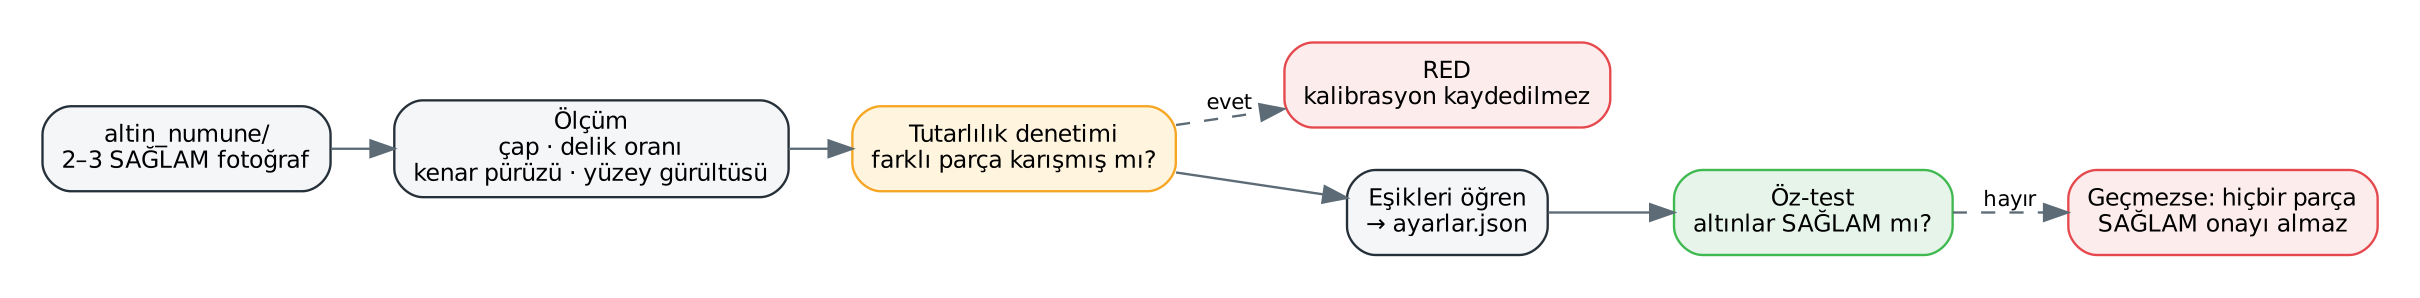 altin_numune/
2–3 SAĞLAM fotoğraf
Ölçüm
çap · delik oranı
kenar pürüzü · yüzey gürültüsü
Tutarlılık denetimi
farklı parça karışmış mı?
evet
RED
kalibrasyon kaydedilmez
Eşikleri öğren
→ ayarlar.json
Öz-test
altınlar SAĞLAM mı?
hayır
Geçmezse: hiçbir parça
SAĞLAM onayı almaz